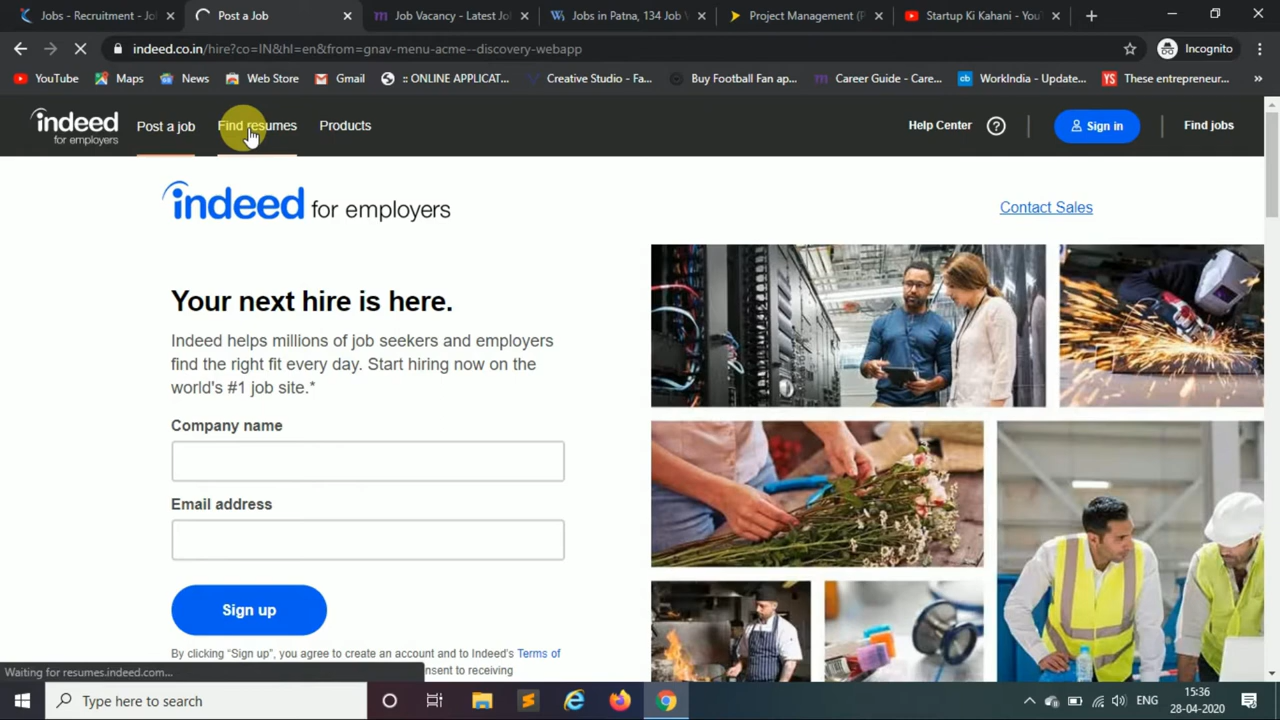 Jobs - Recruitment - Jo
Post a Job
Job Vacancy - Latest Jo
Jobs in Patna, 134 Job
Project Management (P
Startup Ki Kahani - YouT
indeed.co.in/hire?co=IN&hl=en&from=gnav-menu-acme--discovery-webapp
Incognito
YouTube
Maps
News
Web Store
Gmail
:: ONLINE APPLICAT...
Creative Studio - Fa...
Buy Football Fan ap...
Career Guide - Care...
WorkIndia - Update...
These entrepreneur...
indeed
for employers
Post a job
Find resumes
Products
Help Center
Sign in
Find jobs
indeed for employers
Contact Sales
Your next hire is here.
Indeed helps millions of job seekers and employers
find the right fit every day. Start hiring now on the
world's #1 job site.*
Company name
Email address
Sign up
By clicking “Sign up”, you agree to create an account and to Indeed's Terms of
nsent to receiving
Waiting for resumes.indeed.com...
Type here to search
ENG
15:36
28-04-2020